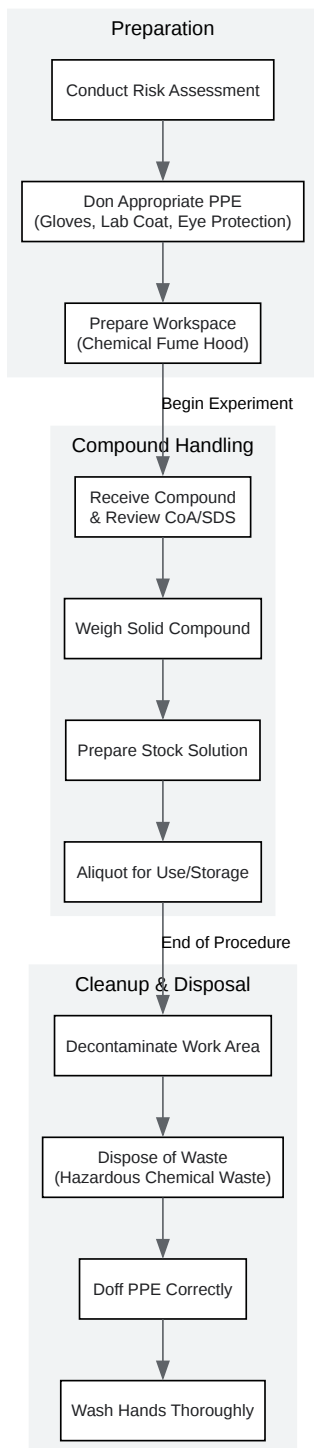 Preparation
Conduct Risk Assessment
Don Appropriate PPE
(Gloves, Lab Coat, Eye Protection)
Prepare Workspace
(Chemical Fume Hood)
Begin Experiment
Compound Handling
Receive Compound
& Review CoA/SDS
Weigh Solid Compound
Prepare Stock Solution
Aliquot for Use/Storage
End of Procedure
Cleanup & Disposal
Decontaminate Work Area
Dispose of Waste
(Hazardous Chemical Waste)
Doff PPE Correctly
Wash Hands Thoroughly